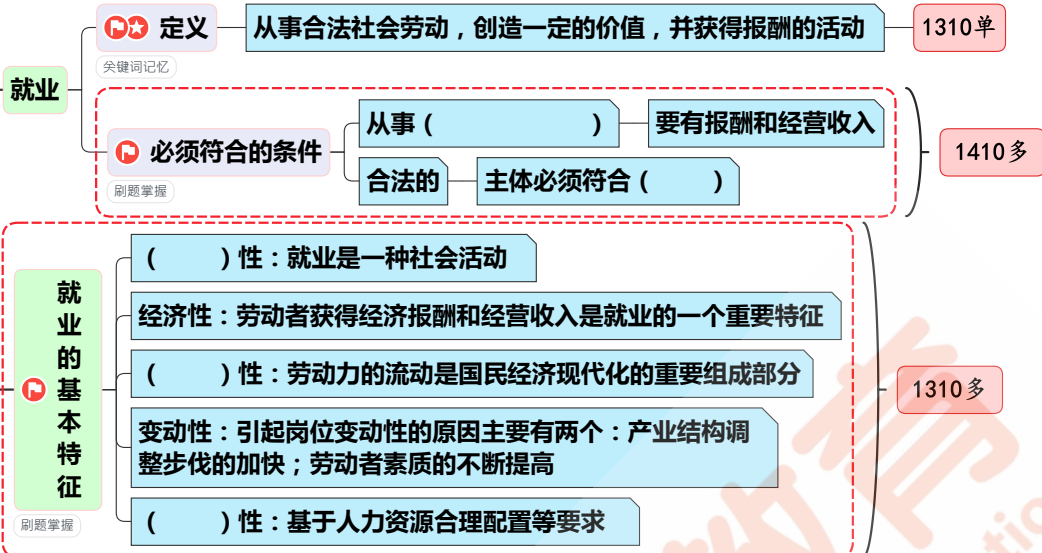 定义
从事合法社会劳动，创造一定的价值，并获得报酬的活动
1310单
关键词记忆
就业
必须符合的条件
刷题掌握
从事（　　　　　　　）
要有报酬和经营收入
合法的
主体必须符合（　　　）
1410多
就业的基本特征
刷题掌握
（　　　）性：就业是一种社会活动
经济性：劳动者获得经济报酬和经营收入是就业的一个重要特征
（　　　）性：劳动力的流动是国民经济现代化的重要组成部分
变动性：引起岗位变动性的原因主要有两个：产业结构调
整步伐的加快；劳动者素质的不断提高
（　　　）性：基于人力资源合理配置等要求
1310多
教育